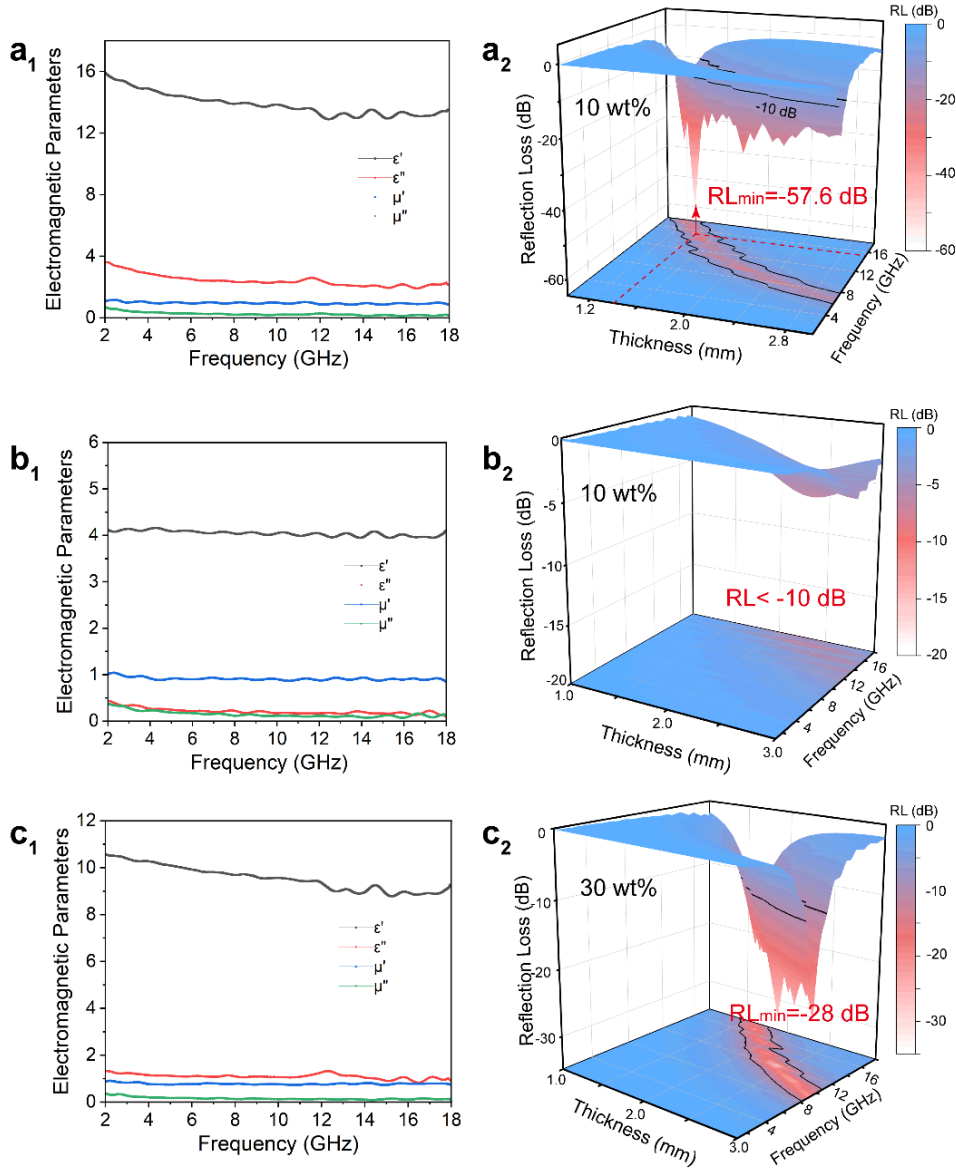 a1
Electromagnetic Parameters
16
12
8
4
0
ε'
ε"
μ'
μ"
2 4 6 8 10 12 14 16 18
Frequency (GHz)
a2
Reflection Loss (dB)
0
-20
-40
-60
10 wt%
-10 dB
RLmin=-57.6 dB
1.2 2.0 2.8
Thickness (mm)
4 8 12 16
Frequency (GHz)
RL (dB)
0
-10
-20
-30
-40
-50
-60
b1
Electromagnetic Parameters
6
5
4
3
2
1
0
ε'
ε"
μ'
μ"
2 4 6 8 10 12 14 16 18
Frequency (GHz)
b2
Reflection Loss (dB)
0
-5
-10
-15
-20
10 wt%
RL< -10 dB
1.0 2.0 3.0
Thickness (mm)
4 8 12 16
Frequency (GHz)
RL (dB)
0
-5
-10
-15
-20
c1
Electromagnetic Parameters
12
10
8
6
4
2
0
ε'
ε"
μ'
μ"
2 4 6 8 10 12 14 16 18
Frequency (GHz)
c2
Reflection Loss (dB)
0
-10
-20
-30
30 wt%
RLmin=-28 dB
1.0 2.0 3.0
Thickness (mm)
4 8 12 16
Frequency (GHz)
RL (dB)
0
-10
-20
-30